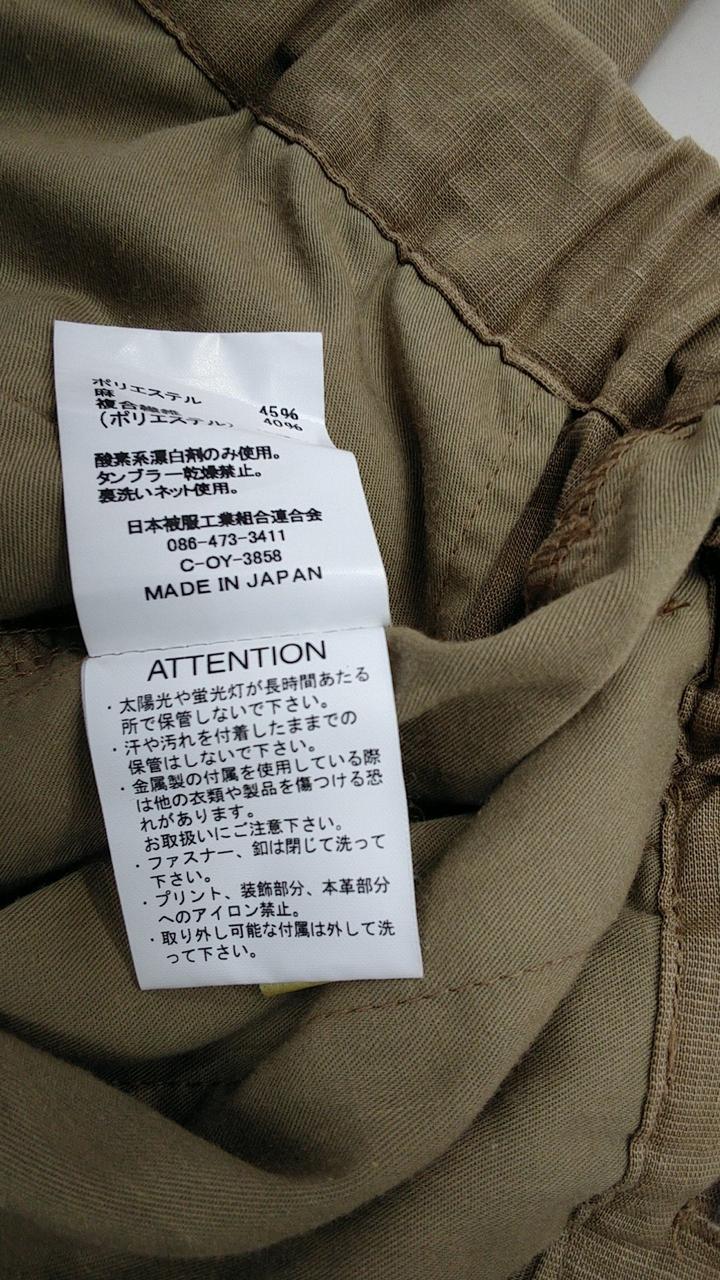 ポリエステル 45%
麻 40%
複合繊維
(ポリエステル)
酸素系漂白剤のみ使用。
タンブラー乾燥禁止。
裏洗いネット使用。
日本被服工業組合連合会
086-473-3411
C-OY-3858
MADE IN JAPAN
ATTENTION
・太陽光や蛍光灯が長時間あたる
所で保管しないで下さい。
・汗や汚れを付着したままでの
保管はしないで下さい。
・金属製の付属を使用している際
は他の衣類や製品を傷つける恐
れがあります。
お取扱いにご注意下さい。
・ファスナー、釦は閉じて洗って
下さい。
・プリント、装飾部分、本革部分
へのアイロン禁止。
・取り外し可能な付属は外して洗
って下さい。